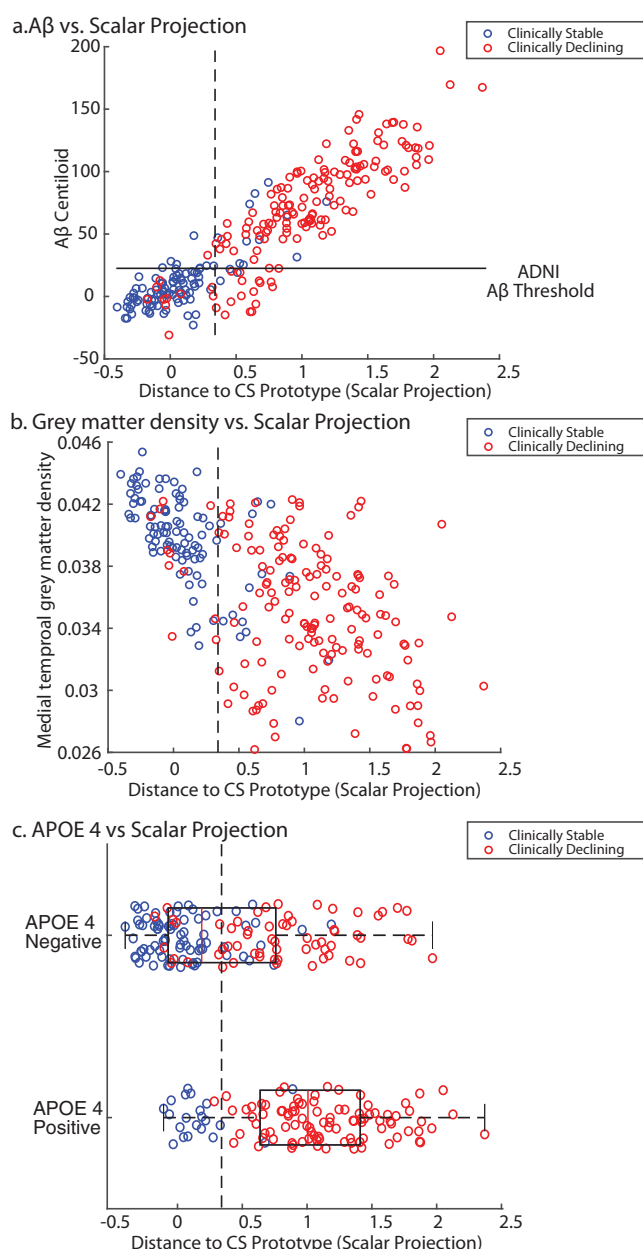 a.Aβ vs. Scalar Projection
Clinically Stable
Clinically Declining
200
150
100
50
0
-50
Aβ Centiloid
ADNI
Aβ Threshold
-0.5 0 0.5 1 1.5 2 2.5
Distance to CS Prototype (Scalar Projection)
b. Grey matter density vs. Scalar Projection
Clinically Stable
Clinically Declining
0.046
0.042
0.038
0.034
0.03
0.026
Medial temproal grey matter density
-0.5 0 0.5 1 1.5 2 2.5
Distance to CS Prototype (Scalar Projection)
c. APOE 4 vs Scalar Projection
Clinically Stable
Clinically Declining
APOE 4
Negative
APOE 4
Positive
-0.5 0 0.5 1 1.5 2 2.5
Distance to CS Prototype (Scalar Projection)